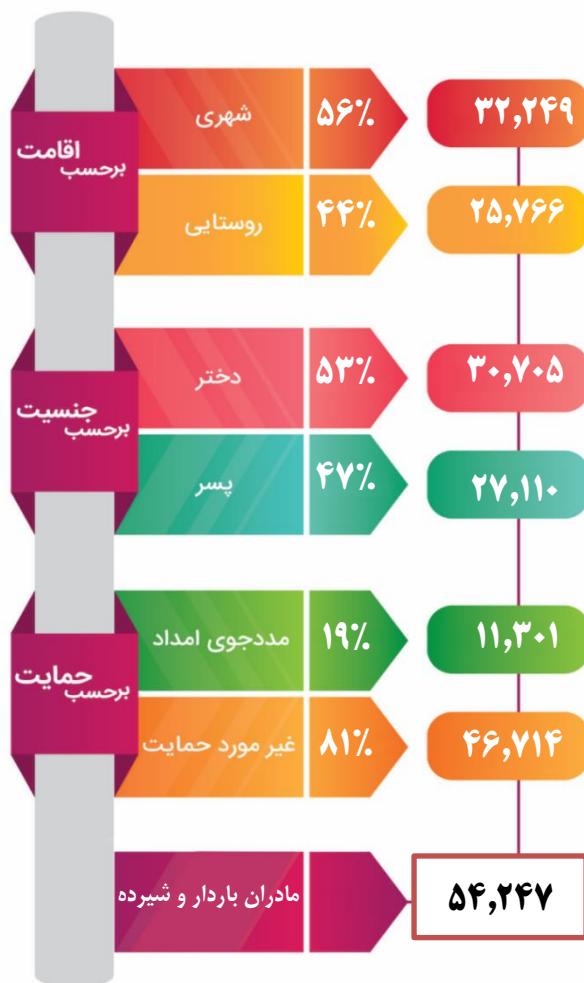 برحسب اقامت
شهری ۵۶٪ ۳۲,۲۴۹
روستایی ۴۴٪ ۲۵,۷۶۶
برحسب جنسیت
دختر ۵۳٪ ۳۰,۷۰۵
پسر ۴۷٪ ۲۷,۱۱۰
برحسب حمایت
مددجوی امداد ۱۹٪ ۱۱,۳۰۱
غیر مورد حمایت ۸۱٪ ۴۶,۷۱۴
مادران باردار و شیرده ۵۴,۲۴۷